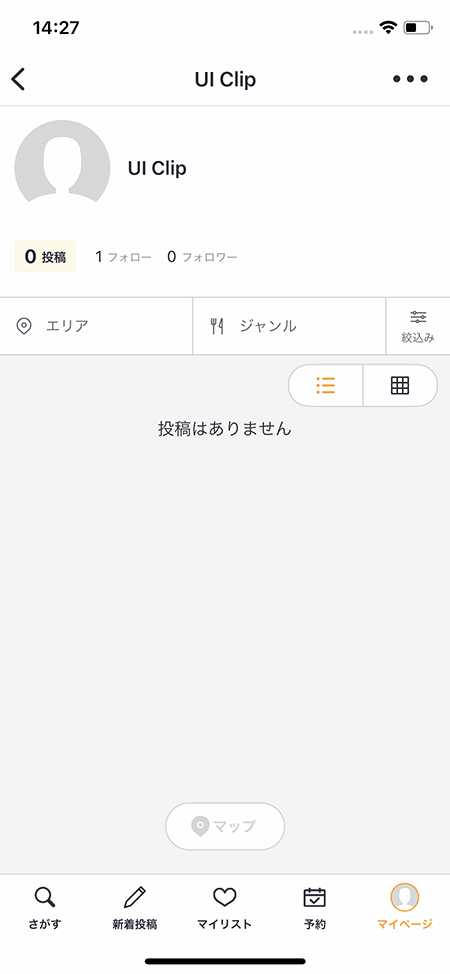 14:27
UI Clip
UI Clip
0 投稿 1 フォロー 0 フォロワー
エリア ジャンル 絞込み
投稿はありません
マップ
さがす 新着投稿 マイリスト 予約 マイページ